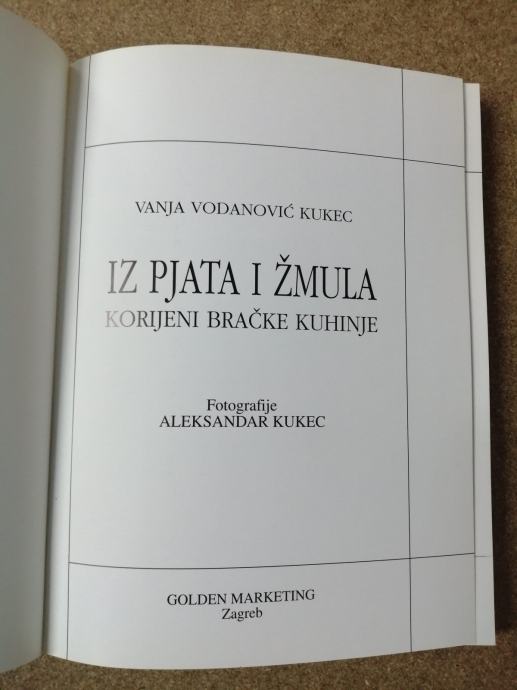 VANJA VODANOVIĆ KUKEC
IZ PJATA I ŽMULA
KORIJENI BRAČKE KUHINJE
Fotografije
ALEKSANDAR KUKEC
GOLDEN MARKETING
Zagreb